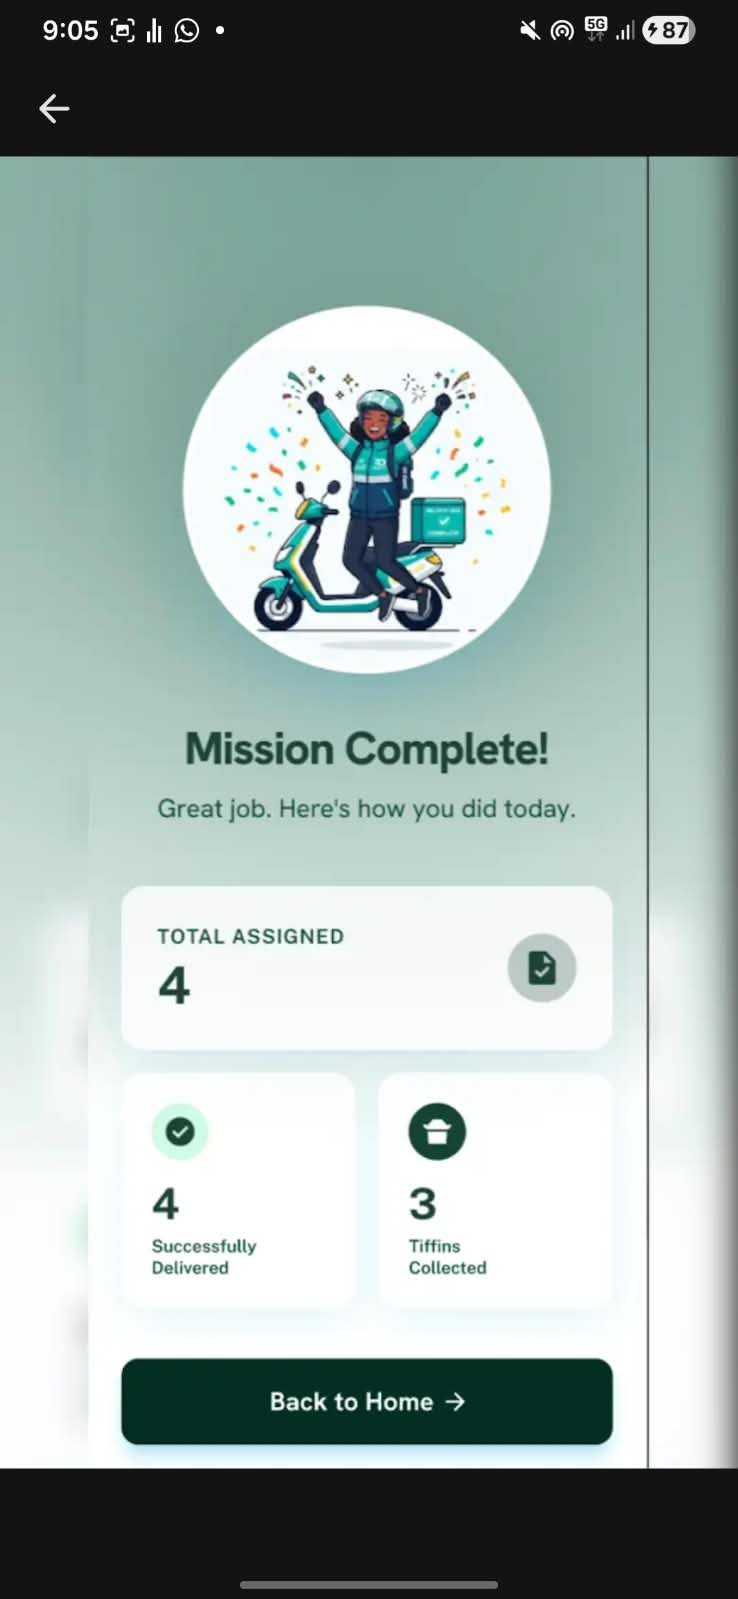 9:05
5G
87
Mission Complete!
Great job. Here's how you did today.
TOTAL ASSIGNED
4
4
Successfully
Delivered
3
Tiffins
Collected
Back to Home →